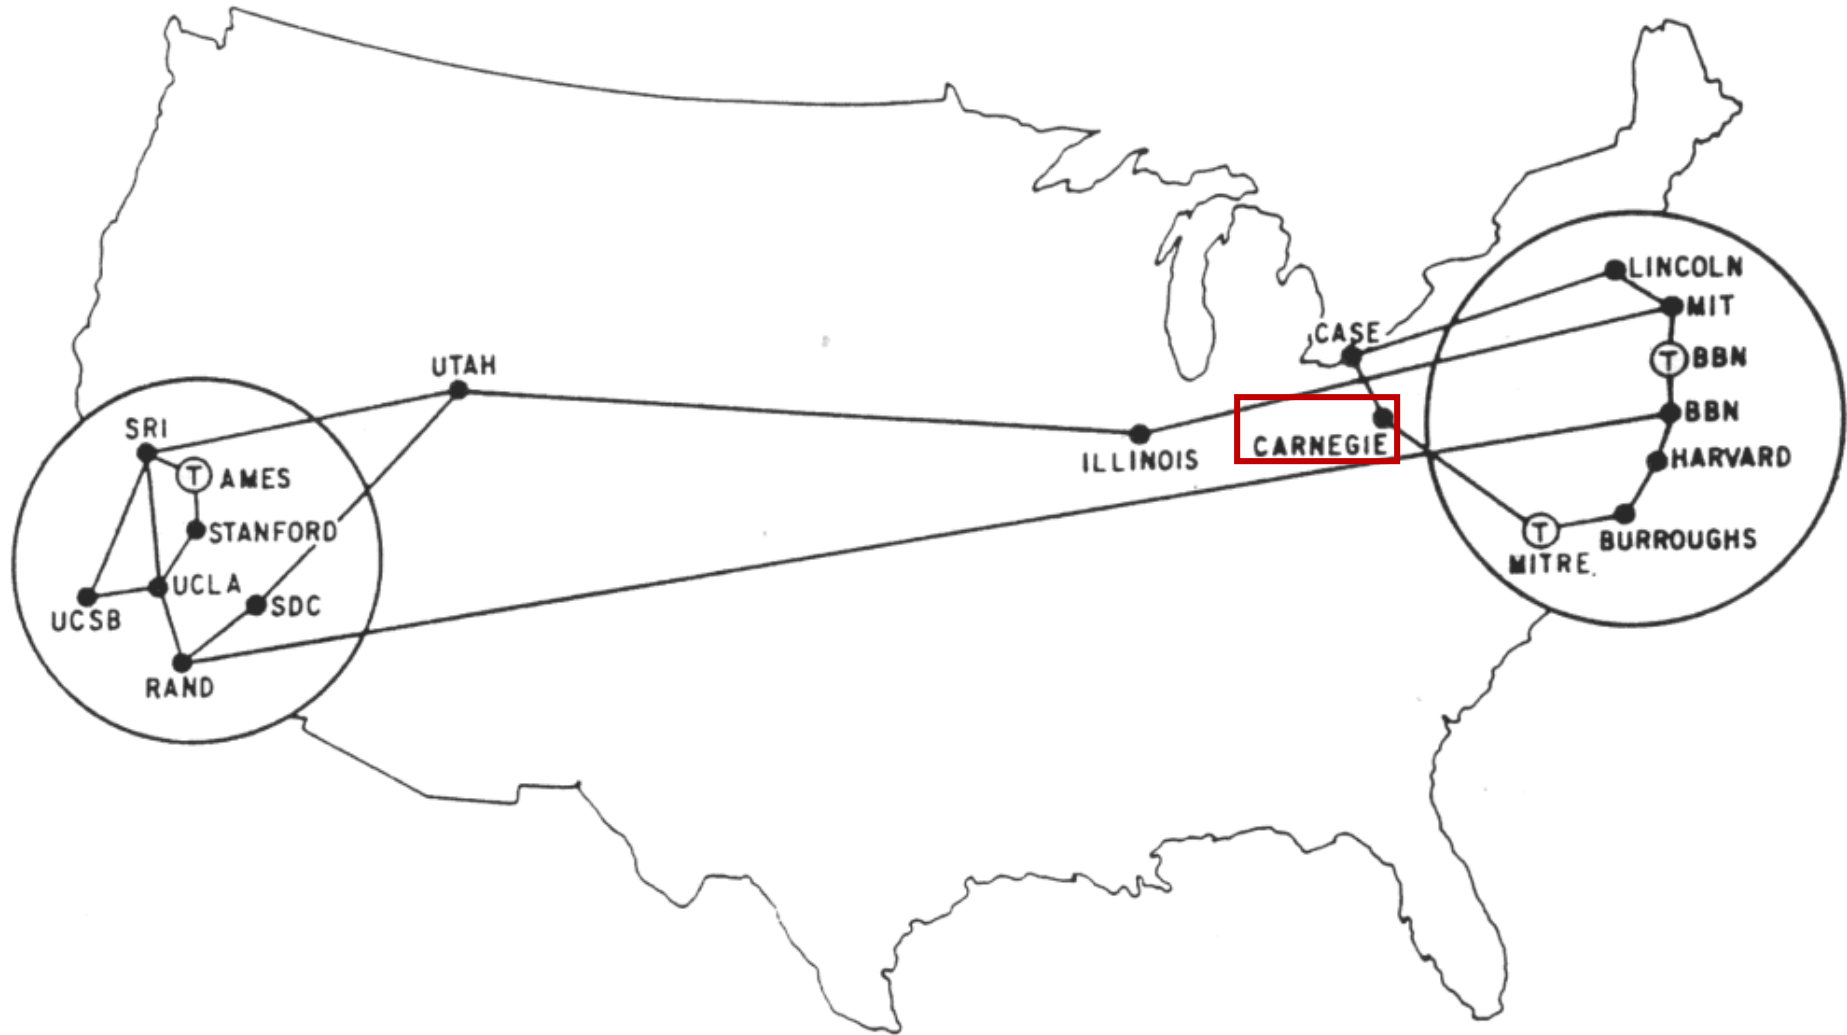 LINCOLN
MIT
CASE
T BBN
UTAH
BBN
SRI
CARNEGIE
ILLINOIS
HARVARD
T AMES
STANFORD
T
BURROUGHS
MITRE.
UCLA
SDC
UCSB
RAND